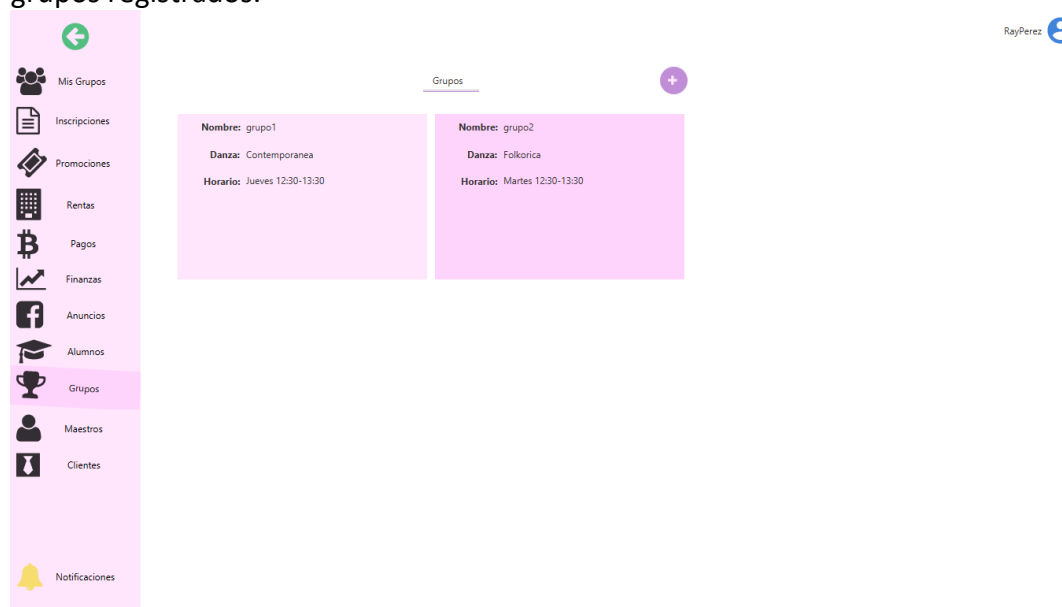 grupos registrados.
RayPerez
Mis Grupos
Inscripciones
Promociones
Rentas
Pagos
Finanzas
Anuncios
Alumnos
Grupos
Maestros
Clientes
Notificaciones
Grupos
Nombre: grupo1
Danza: Contemporanea
Horario: Jueves 12:30-13:30
Nombre: grupo2
Danza: Folkorica
Horario: Martes 12:30-13:30